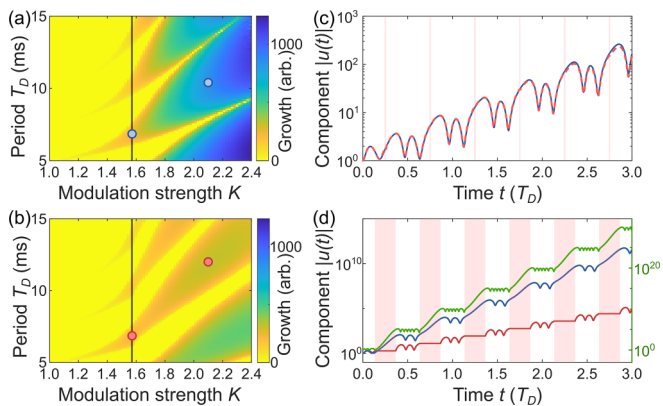 (a)
15
10
5
Period T_D (ms)
1.0 1.2 1.4 1.6 1.8 2.0 2.2 2.4
Modulation strength K
1000
0
Growth (arb.)
(b)
15
10
5
Period T_D (ms)
1.0 1.2 1.4 1.6 1.8 2.0 2.2 2.4
Modulation strength K
1000
0
Growth (arb.)
(c)
10^3
10^2
10^1
10^0
Component |u(t)|
0.0 0.5 1.0 1.5 2.0 2.5 3.0
Time t (T_D)
(d)
10^10
10^0
Component |u(t)|
10^20
10^0
0.0 0.5 1.0 1.5 2.0 2.5 3.0
Time t (T_D)